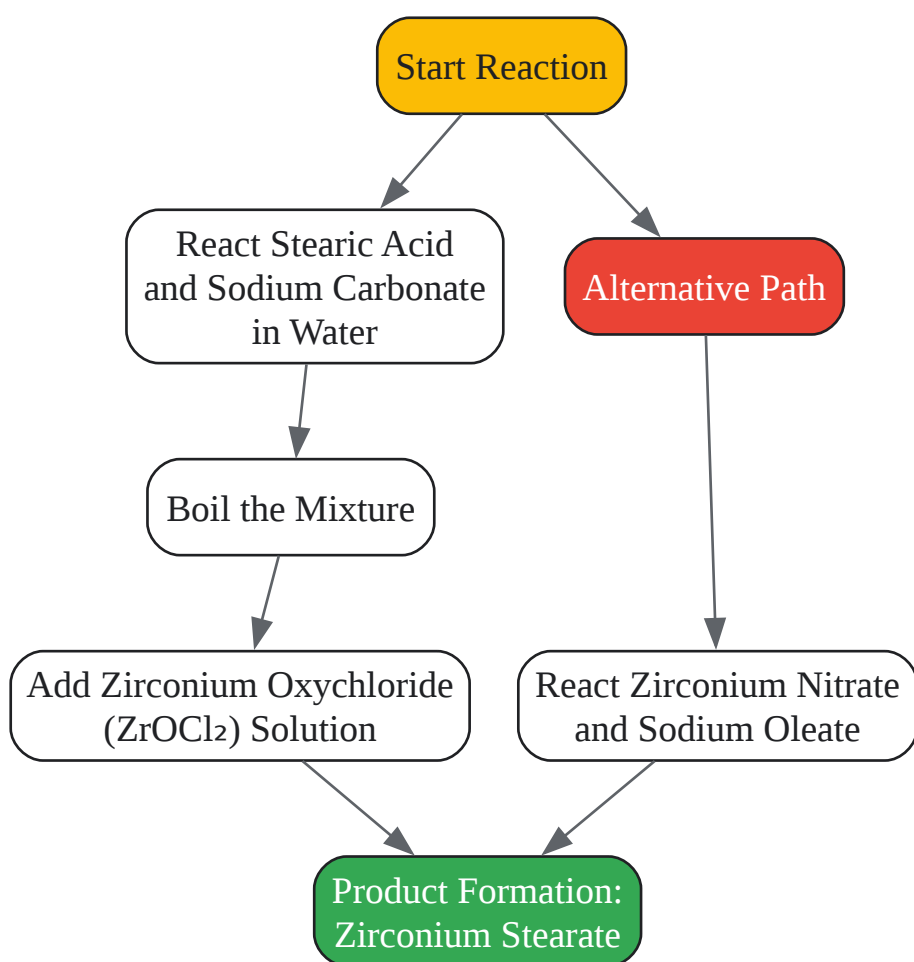 Start Reaction
React Stearic Acid
and Sodium Carbonate
in Water
Alternative Path
Boil the Mixture
Add Zirconium Oxychloride
(ZrOCl₂) Solution
React Zirconium Nitrate
and Sodium Oleate
Product Formation:
Zirconium Stearate